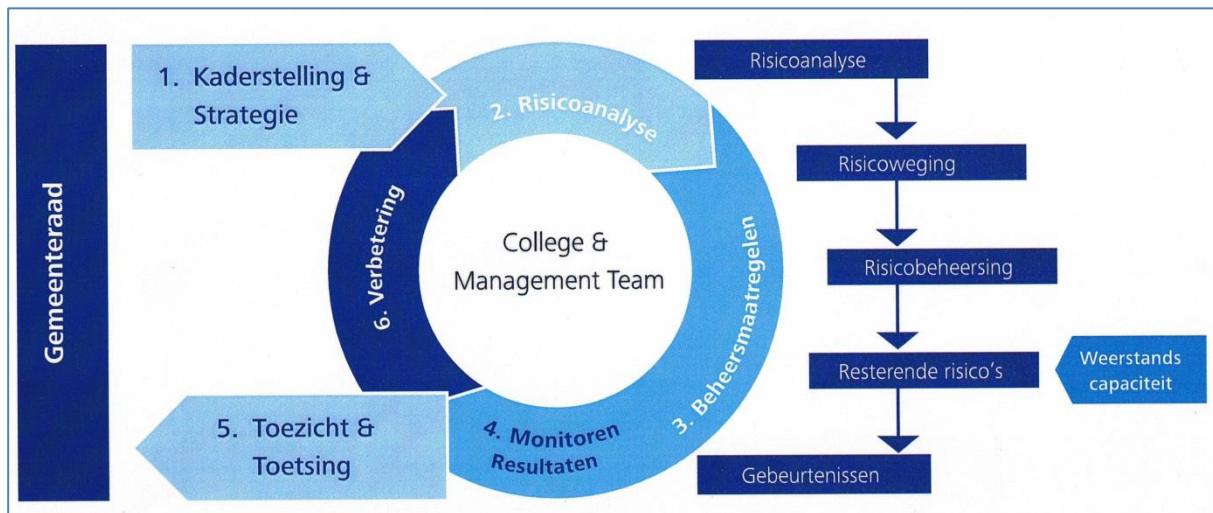 Gemeenteraad
1. Kaderstelling &
Strategie
2. Risicoanalyse
3. Beheersmaatregelen
4. Monitoren
Resultaten
5. Toezicht &
Toetsing
6. Verbetering
College &
Management Team
Risicoanalyse
Risicoweging
Risicobeheersing
Resterende risico's
Weerstands
capaciteit
Gebeurtenissen